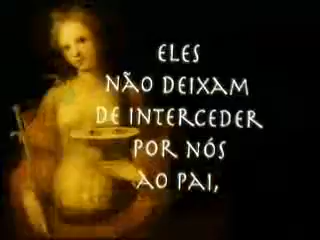 ELES
NÃO DEIXAM
DE INTERCEDER
POR NÓS
AO PAI,